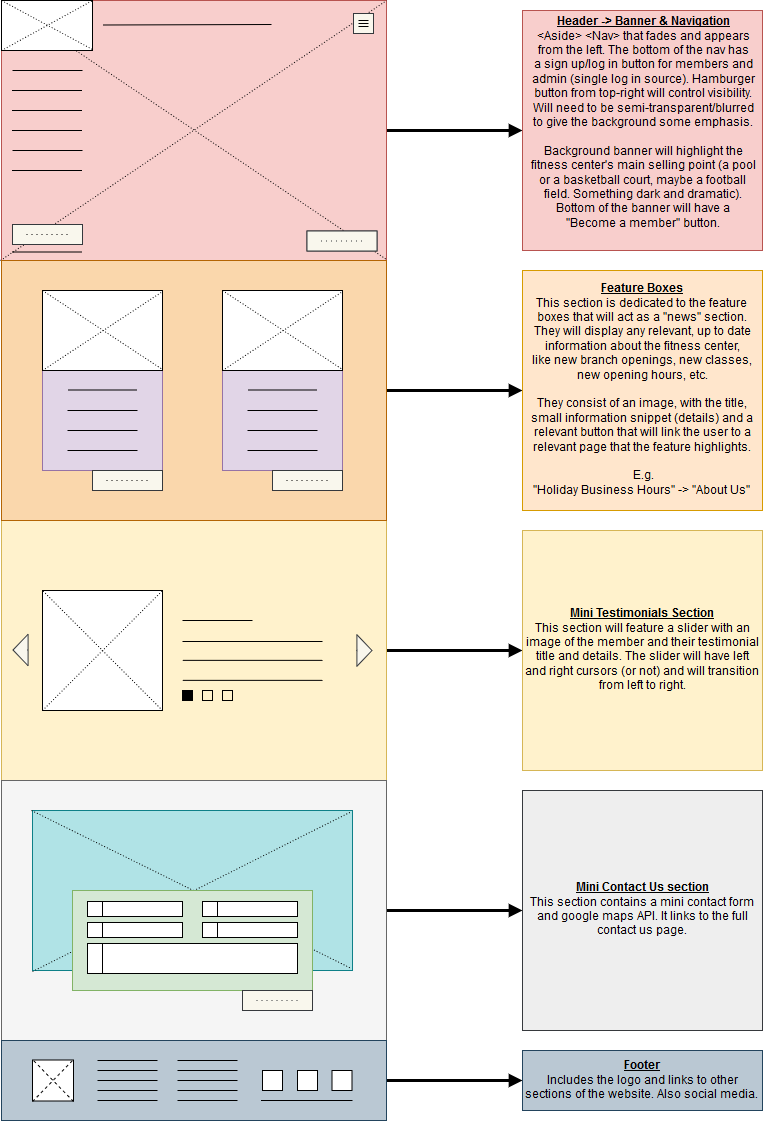 Header -> Banner & Navigation
<Aside> <Nav> that fades and appears
from the left. The bottom of the nav has
a sign up/log in button for members and
admin (single log in source). Hamburger
button from top-right will control visibility.
Will need to be semi-transparent/blurred
to give the background some emphasis.
Background banner will highlight the
fitness center's main selling point (a pool
or a basketball court, maybe a football
field. Something dark and dramatic).
Bottom of the banner will have a
"Become a member" button.
Feature Boxes
This section is dedicated to the feature
boxes that will act as a "news" section.
They will display any relevant, up to date
information about the fitness center,
like new branch openings, new classes,
new opening hours, etc.
They consist of an image, with the title,
small information snippet (details) and a
relevant button that will link the user to a
relevant page that the feature highlights.
E.g.
"Holiday Business Hours" -> "About Us"
Mini Testimonials Section
This section will feature a slider with an
image of the member and their testimonial
title and details. The slider will have left
and right cursors (or not) and will transition
from left to right.
Mini Contact Us section
This section contains a mini contact form
and google maps API. It links to the full
contact us page.
Footer
Includes the logo and links to other
sections of the website. Also social media.